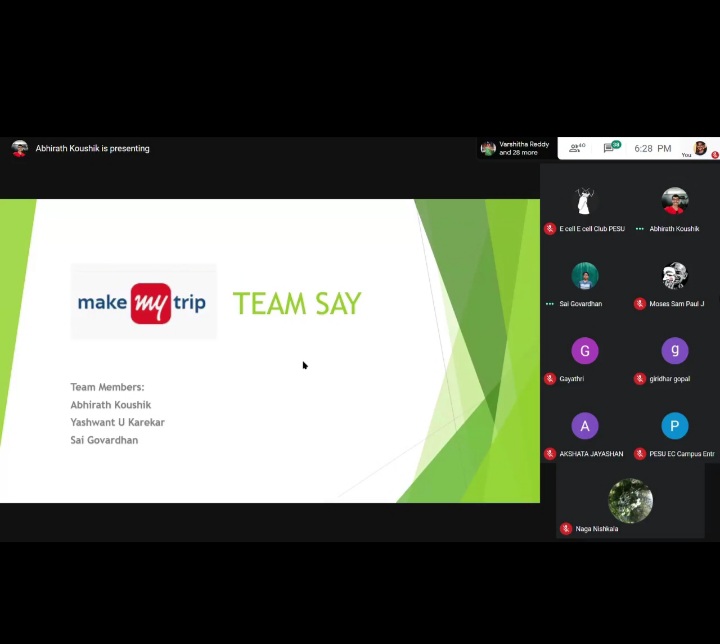 Abhirath Koushik is presenting
Varshitha Reddy
and 28 more
40
6:28 PM
You
make my trip
TEAM SAY
Team Members:
Abhirath Koushik
Yashwant U Karekar
Sai Govardhan
E cell E cell Club PESU
Abhirath Koushik
Sai Govardhan
Moses Sam Paul J
G
Gayathri
g
giridhar gopal
A
AKSHATA JAYASHAN
P
PESU EC Campus Entr
Naga Nishkala